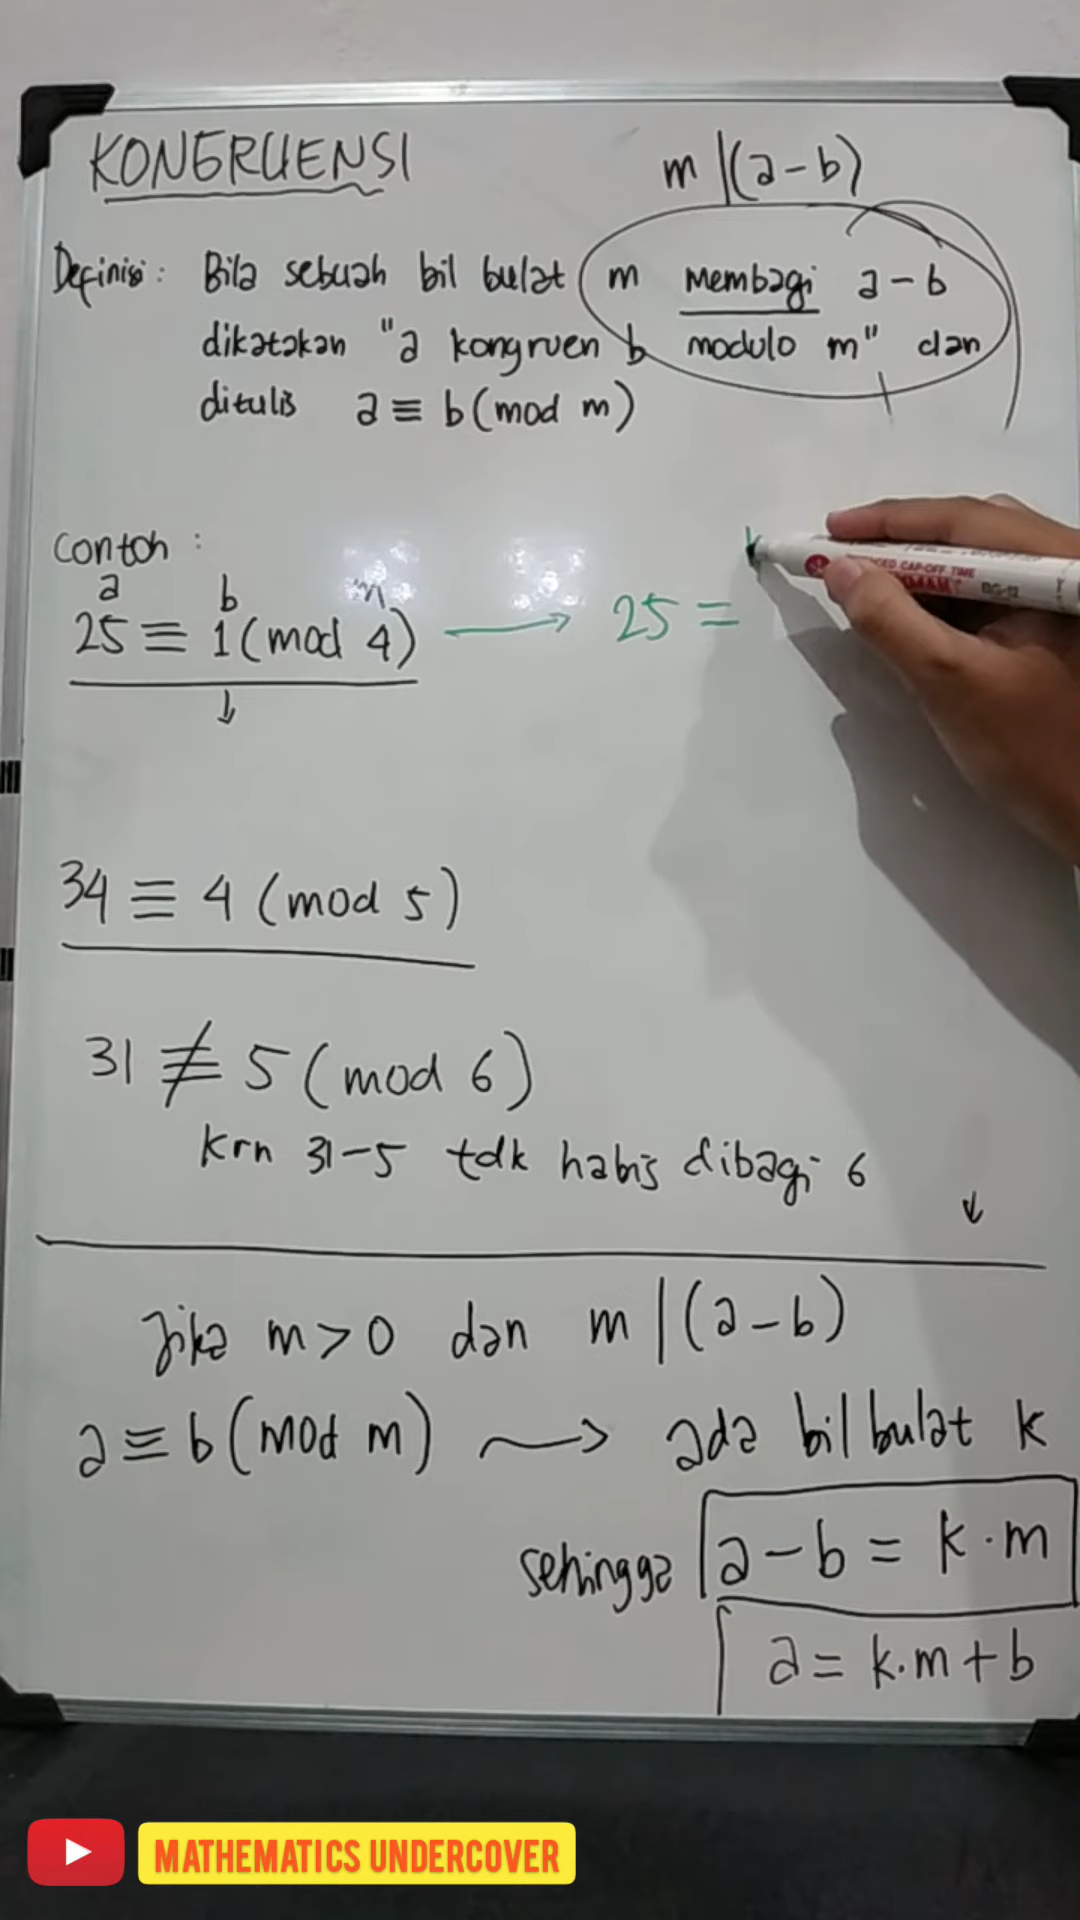 KONGRUENSI
m |(a-b)
Definisi: Bila sebuah bil bulat m membagi a-b
dikatakan "a kongruen b modulo m" dan
ditulis a ≡ b (mod m)
Contoh :
a b m
25 ≡ 1 (mod 4) → 25 =
↓
34 ≡ 4 (mod 5)
31 ≢ 5 (mod 6)
krn 31-5 tdk habis dibagi 6
↓
Jika m>0 dan m |(a-b)
a ≡ b (mod m) → ada bil bulat k
sehingga a-b = k.m
a = k.m+b
MATHEMATICS UNDERCOVER